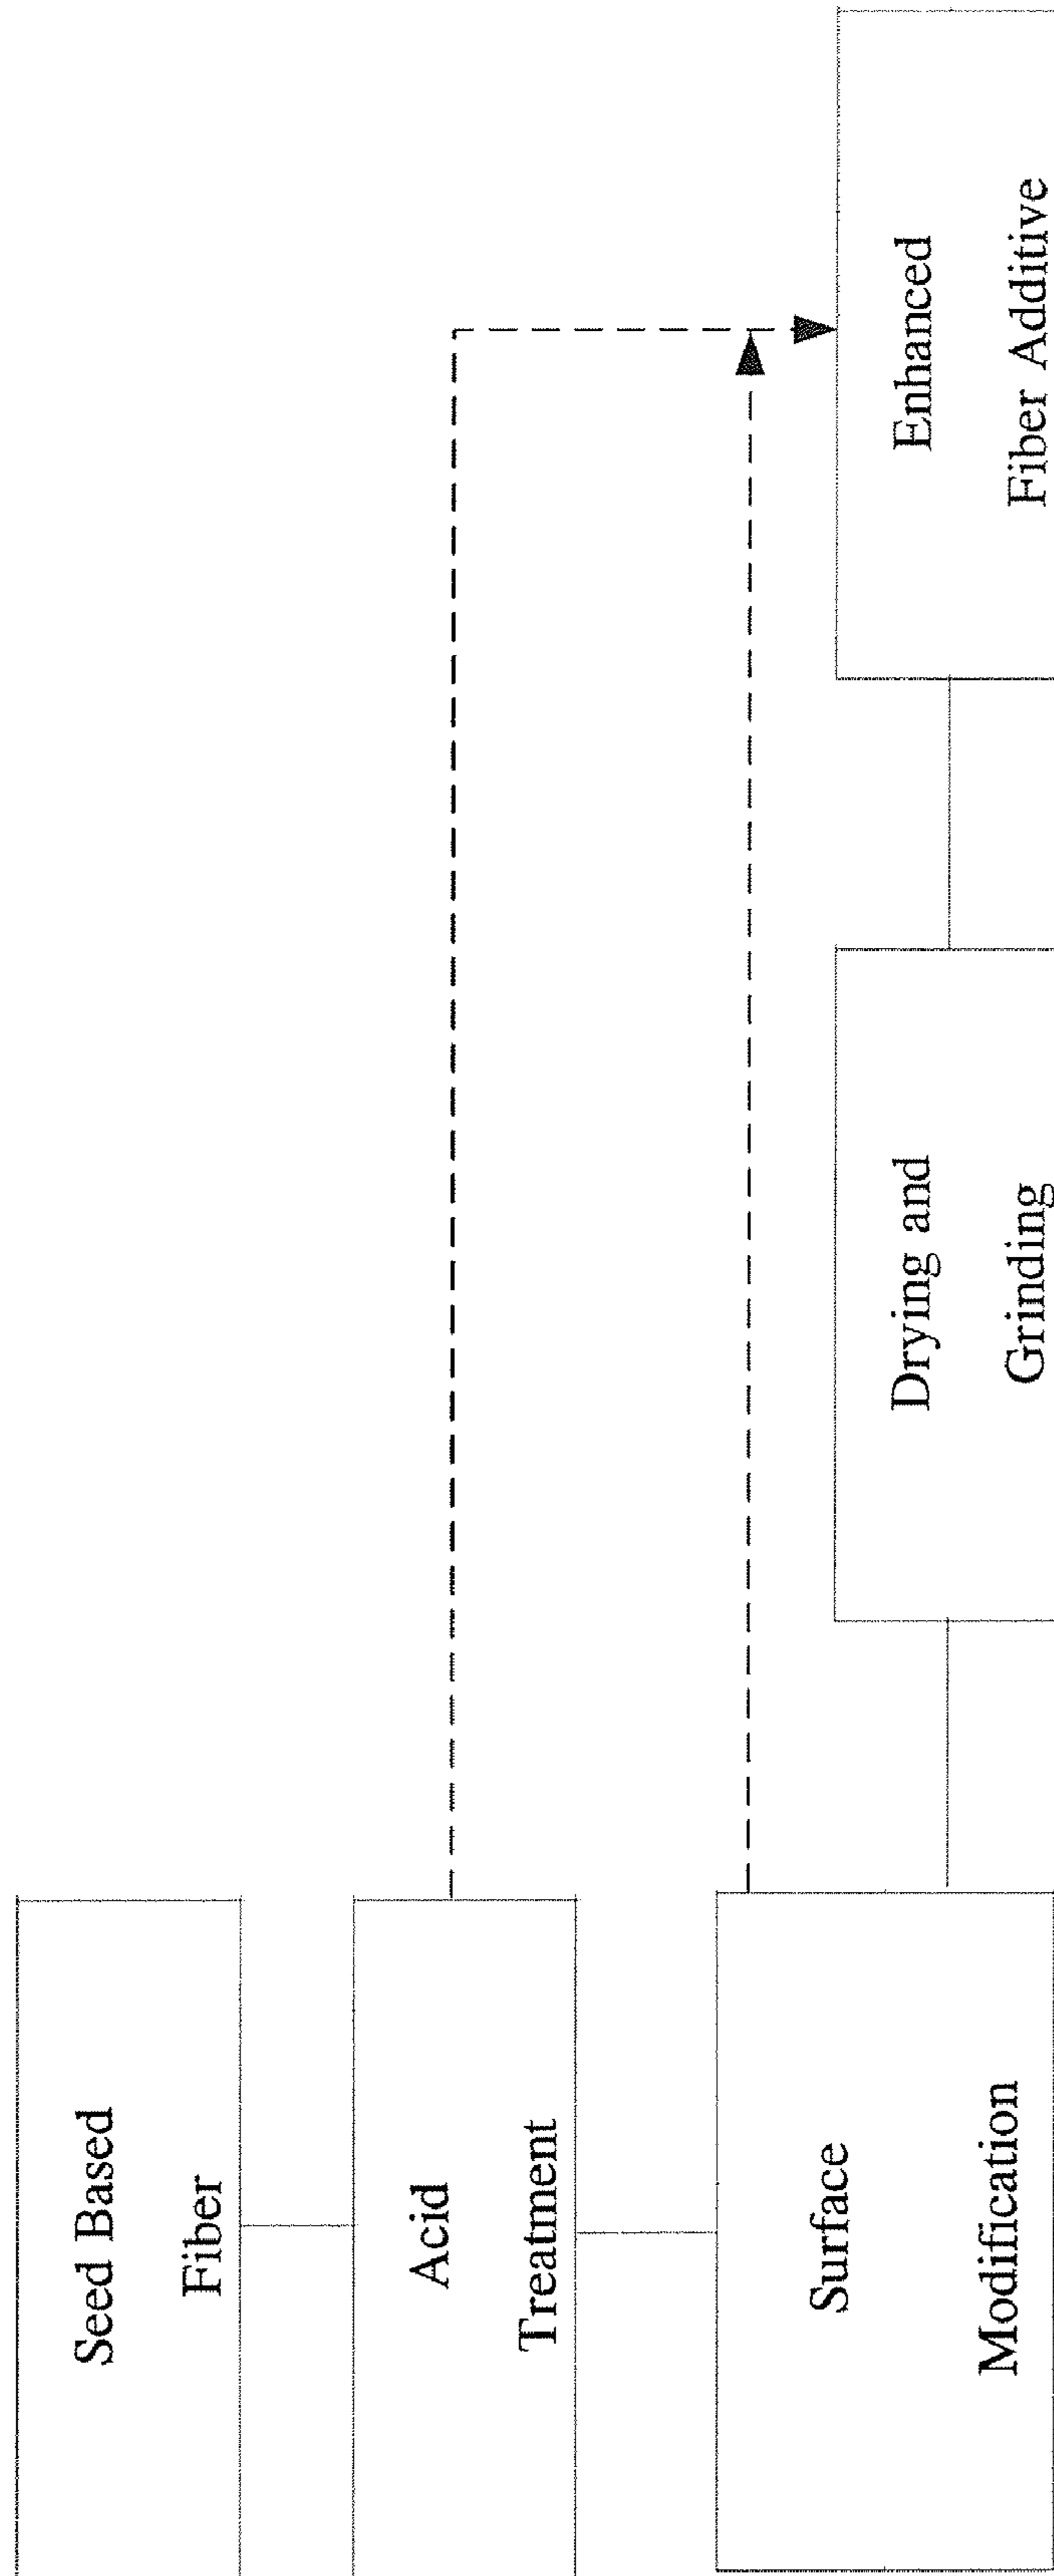 Seed Based
Fiber
Acid
Treatment
Surface
Modification
Drying and
Grinding
Enhanced
Fiber Additive